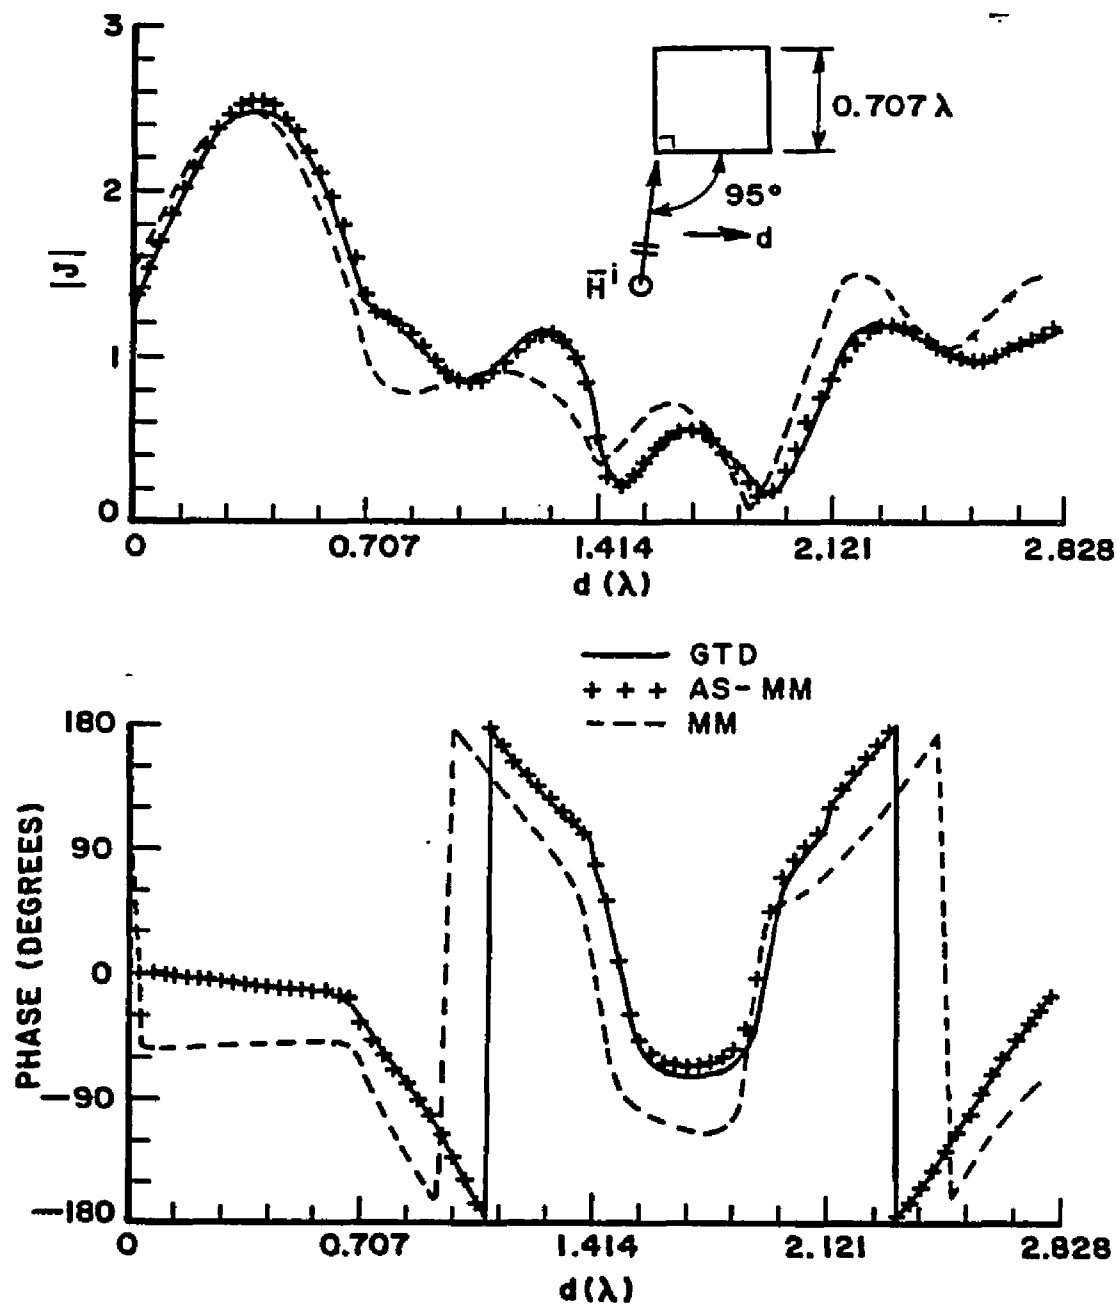 3
2
1
0
|J|
0.707 λ
95°
d
H̄ⁱ
0 0.707 1.414 2.121 2.828
d (λ)
GTD
+ + + AS-MM
MM
180
90
0
-90
-180
PHASE (DEGREES)
0 0.707 1.414 2.121 2.828
d(λ)